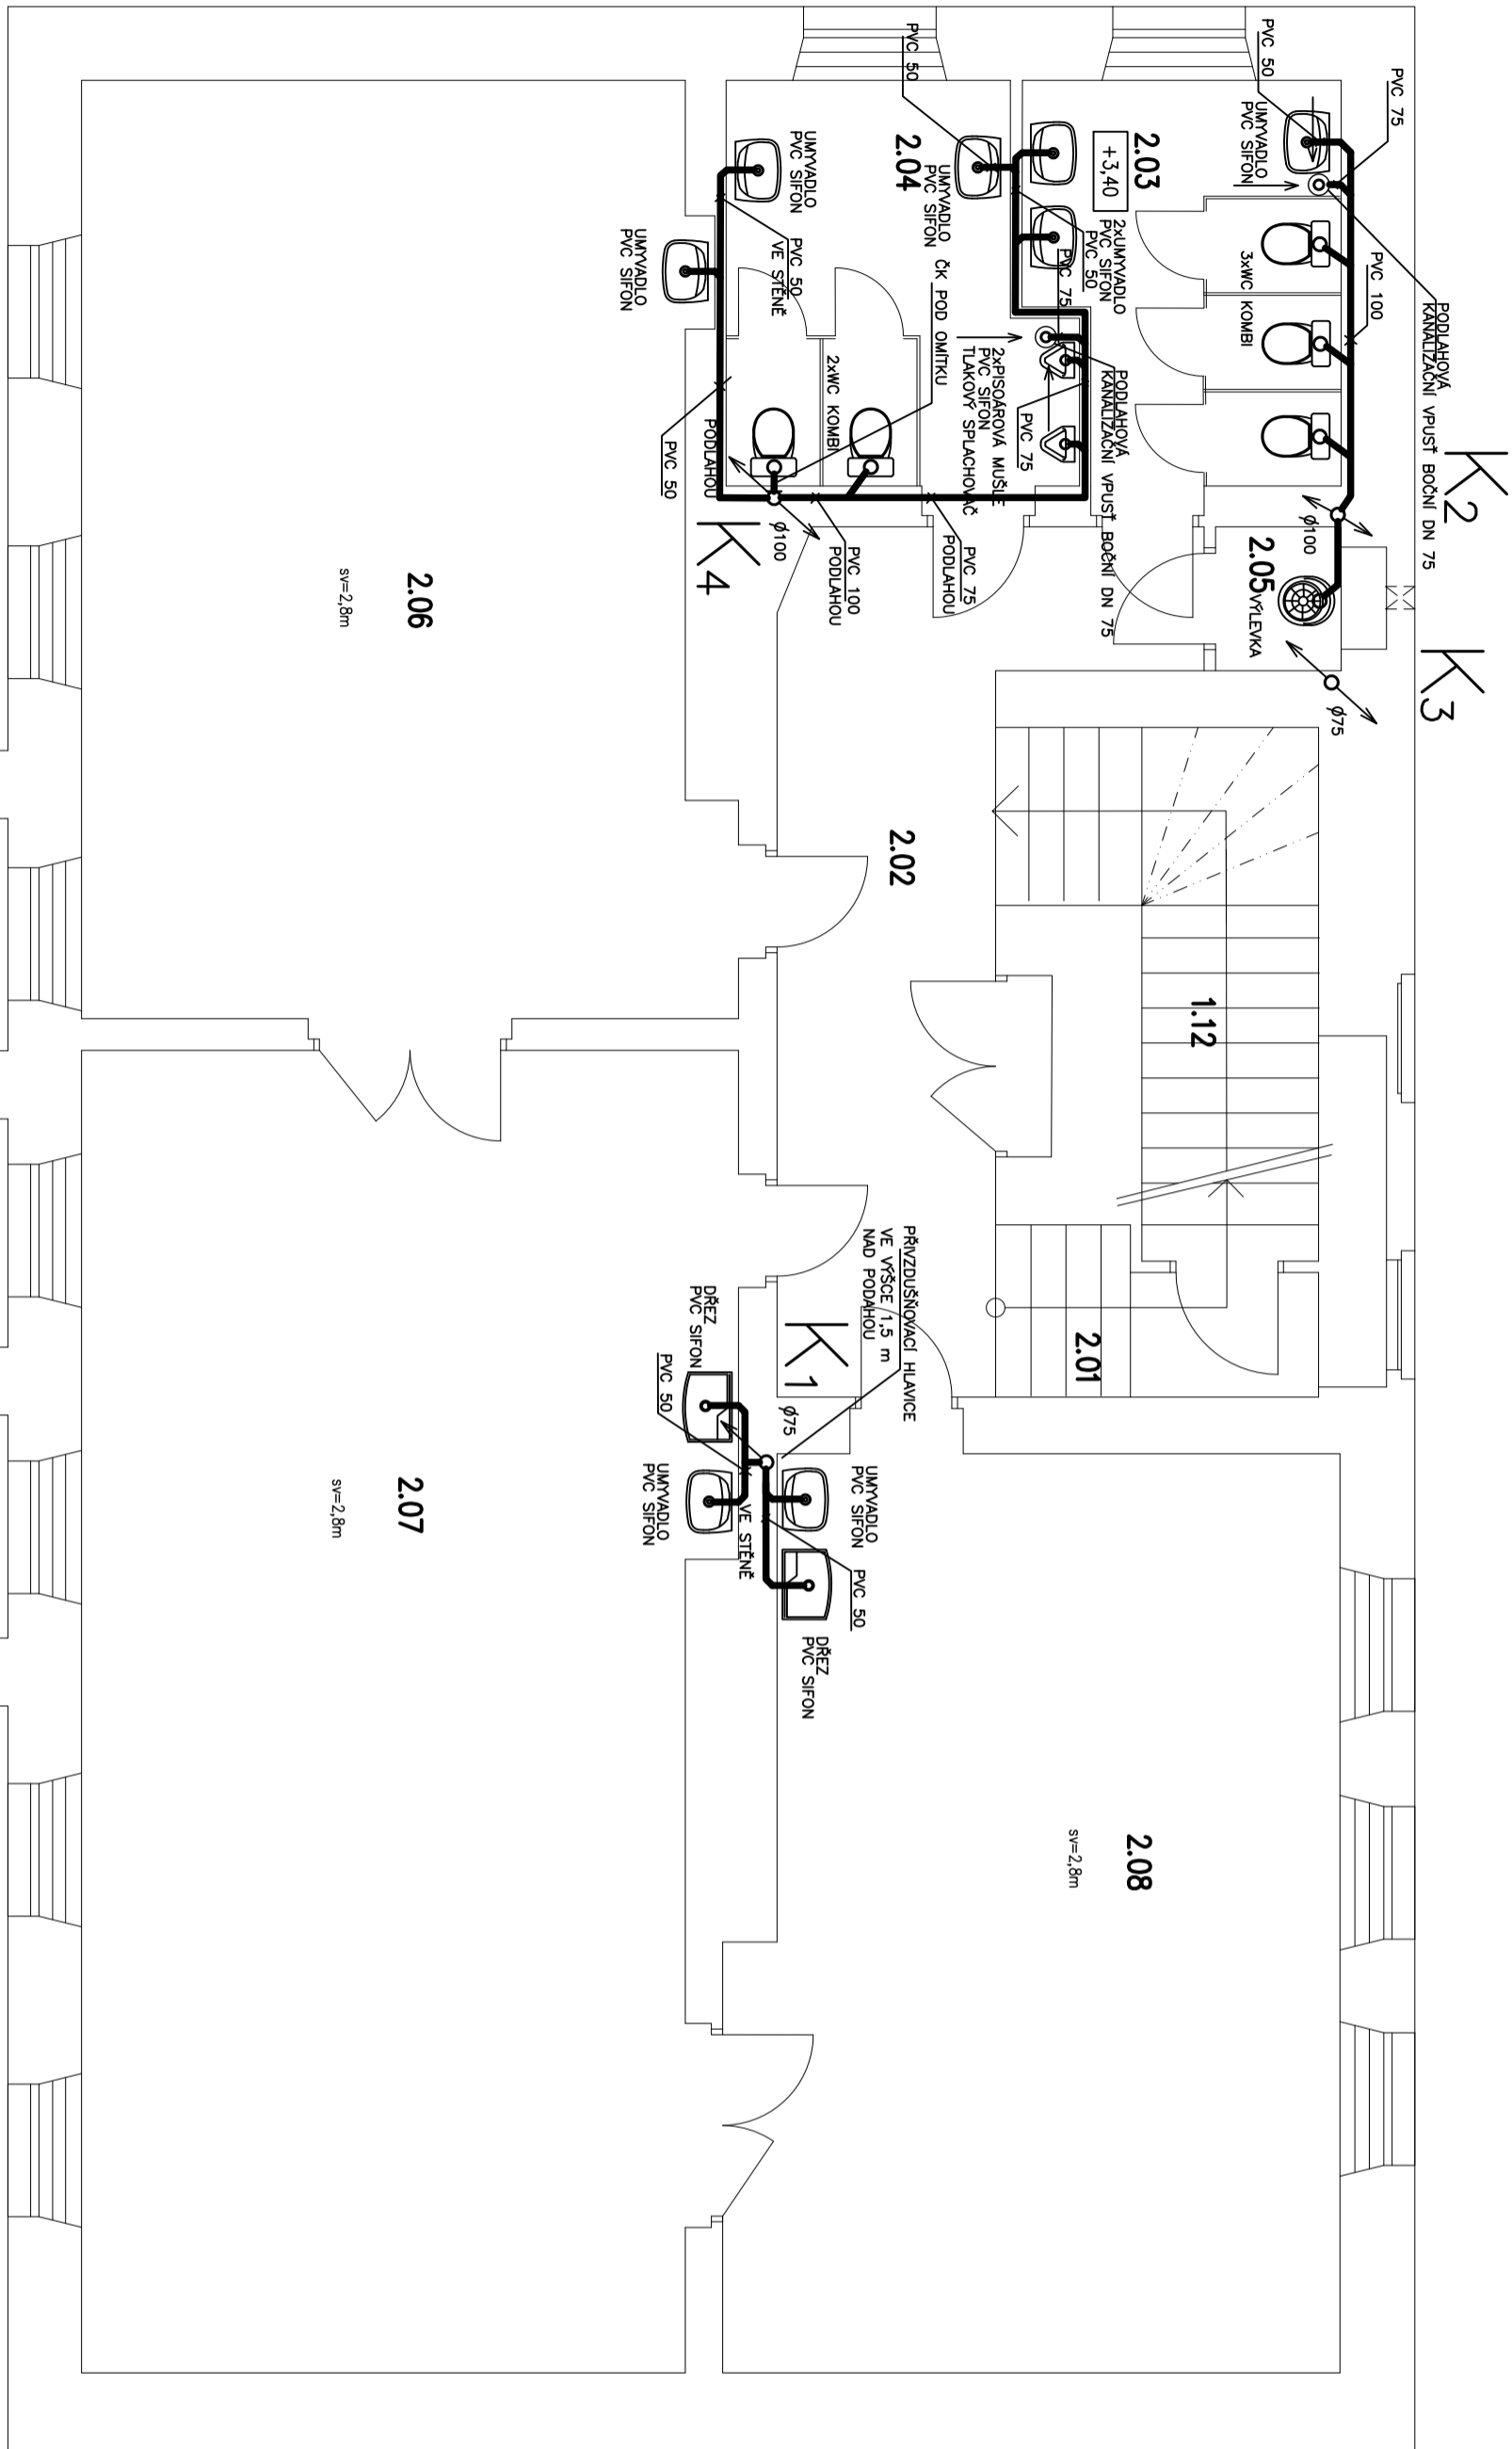 K2
K3
PVC 75
PVC 50
UMYVADLO
PVC SIFON
PVC 100
PODLAHOVÁ
KANALIZAČNÍ VPUSŤ BOČNÍ DN 75
3xWC KOMBI
Ø100
2.05
VÝLEVKA
Ø75
2.03
+3,40
2xUMYVADLO
PVC SIFON
PVC 50
PVC 75
PODLAHOVÁ
KANALIZAČNÍ VPUSŤ BOČNÍ DN 75
PVC 75
2xPISOÁROVÁ MUŠLE
PVC SIFON
TLAKOVÝ SPLACHOVAČ
PVC 50
2.04
UMYVADLO
PVC SIFON
ČK POD OMÍTKU
PVC 75
PODLAHOU
PVC 100
PODLAHOU
2xWC KOMBI
UMYVADLO
PVC SIFON
PVC 50
VE STĚNĚ
UMYVADLO
PVC SIFON
PODLAHOU
PVC 50
Ø100
K4
2.06
sv=2,8m
2.02
1.12
2.01
PŘIVZDUŠŇOVACÍ HLAVICE
VE VÝŠCE 1,5 m
NAD PODAHOU
K1
Ø75
DŘEZ
PVC SIFON
PVC 50
UMYVADLO
PVC SIFON
VE STĚNĚ
UMYVADLO
PVC SIFON
PVC 50
DŘEZ
PVC SIFON
2.07
sv=2,8m
2.08
sv=2,8m